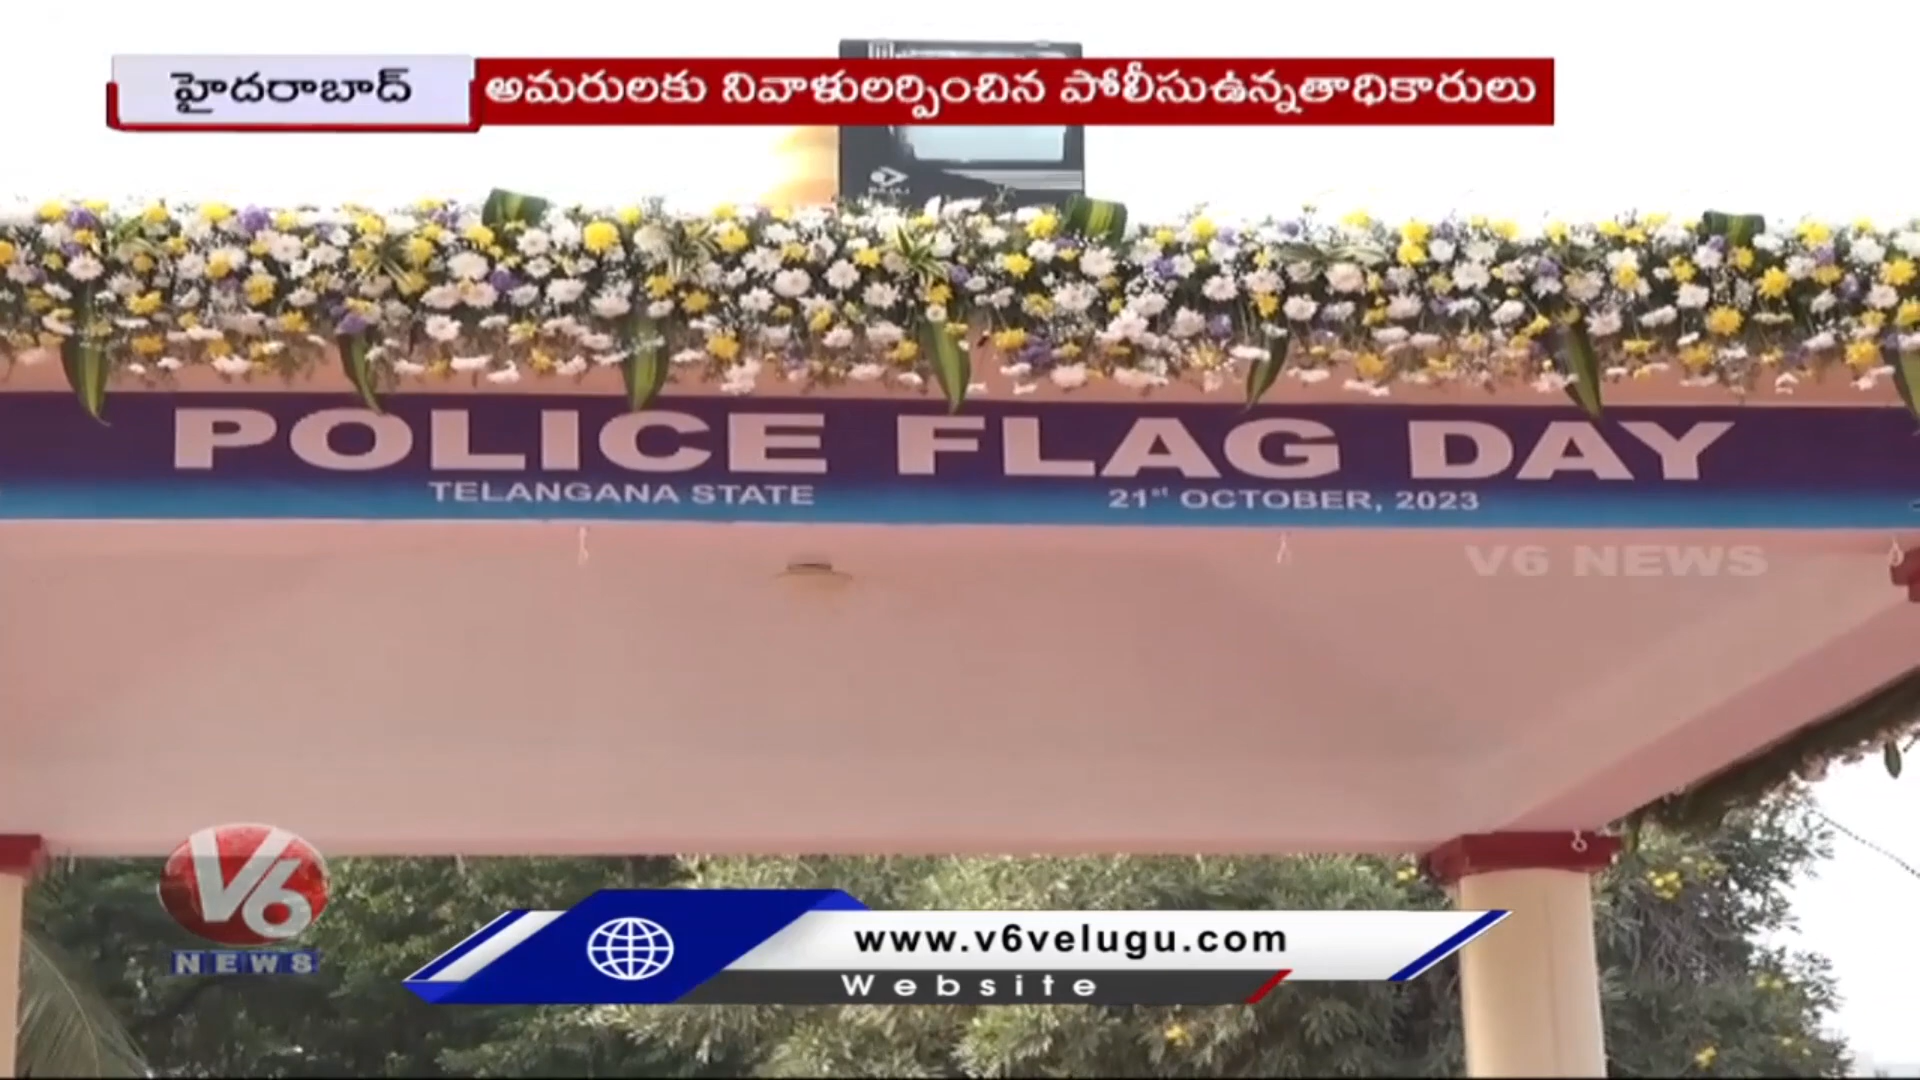 హైదరాబాద్
అమరులకు నివాళులర్పించిన పోలీసుఉన్నతాధికారులు
POLICE FLAG DAY
TELANGANA STATE
21st OCTOBER, 2023
V6 NEWS
V6
NEWS
www.v6velugu.com
Website